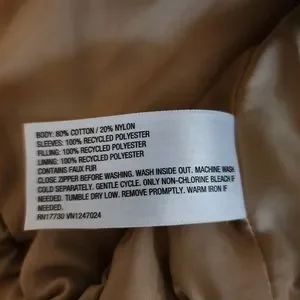 BODY: 80% COTTON / 20% NYLON
SLEEVES: 100% RECYCLED POLYESTER
FILLING: 100% RECYCLED POLYESTER
LINING: 100% RECYCLED POLYESTER
CONTAINS FAUX FUR
CLOSE ZIPPER BEFORE WASHING. WASH INSIDE OUT. MACHINE WASH
COLD SEPARATELY. GENTLE CYCLE. ONLY NON-CHLORINE BLEACH IF
NEEDED. TUMBLE DRY LOW. REMOVE PROMPTLY. WARM IRON IF
NEEDED.
RN17730 VN1247024